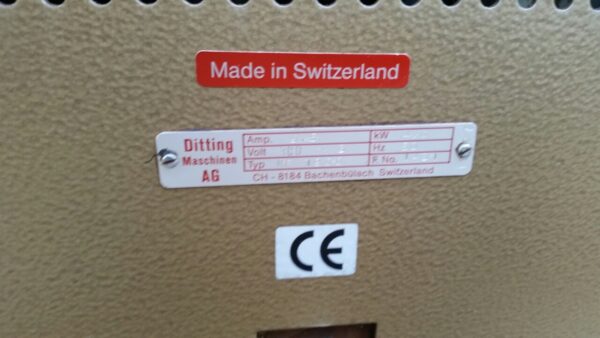 Made in Switzerland
Ditting
Maschinen
AG
Amp. kW
Volt Hz
Typ F. No.
CH - 8184 Bachenbülach Switzerland
CE